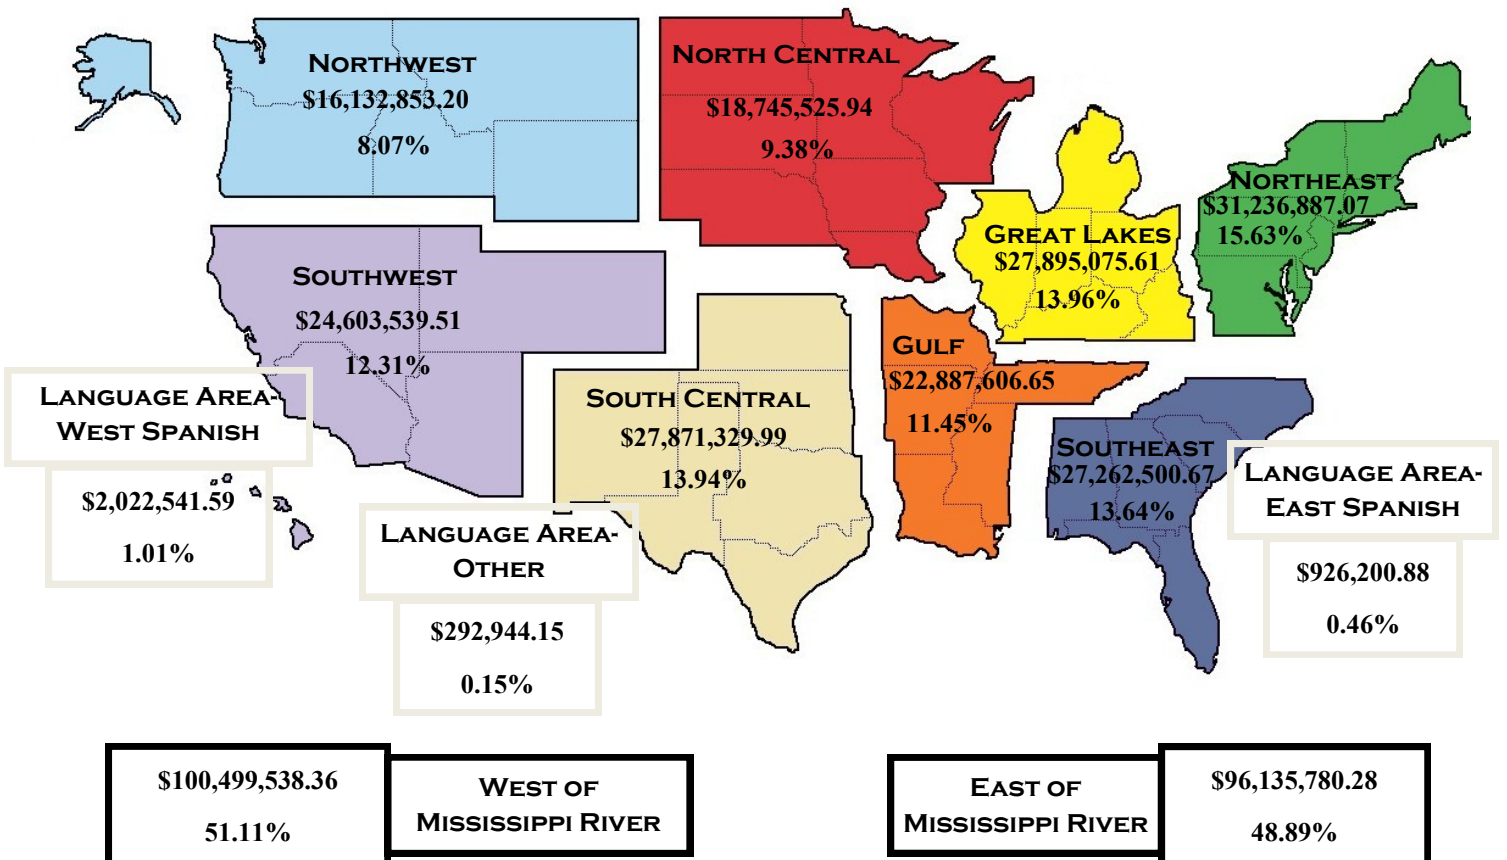 NORTHWEST
$16,132,853.20
8.07%
NORTH CENTRAL
$18,745,525.94
9.38%
NORTHEAST
$31,236,887.07
15.63%
GREAT LAKES
$27,895,075.61
13.96%
SOUTHWEST
$24,603,539.51
12.31%
GULF
$22,887,606.65
11.45%
SOUTH CENTRAL
$27,871,329.99
13.94%
SOUTHEAST
$27,262,500.67
13.64%
LANGUAGE AREA-
WEST SPANISH
$2,022,541.59
1.01%
LANGUAGE AREA-
OTHER
$292,944.15
0.15%
LANGUAGE AREA-
EAST SPANISH
$926,200.88
0.46%
$100,499,538.36
51.11%
WEST OF
MISSISSIPPI RIVER
EAST OF
MISSISSIPPI RIVER
$96,135,780.28
48.89%